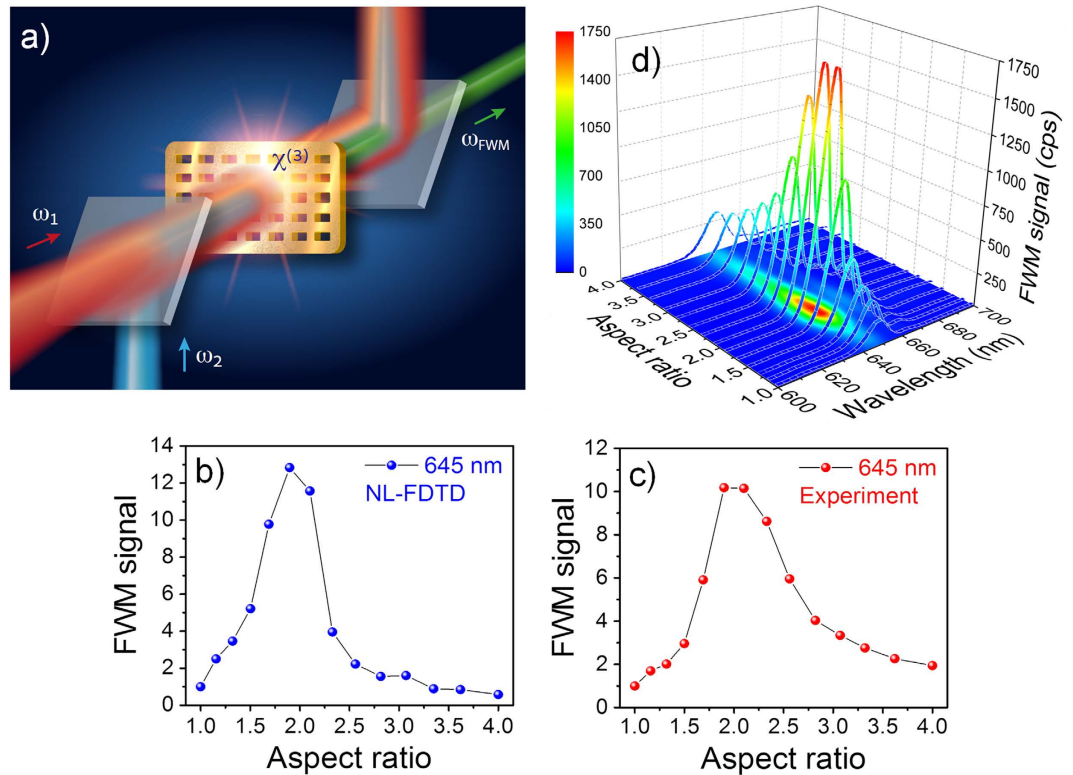 a)
χ(3)
ωFWM
ω1
ω2
d)
1750
1400
1050
700
350
0
1750
1500
1250
1000
750
500
250
FWM signal (cps)
4.0
3.5
3.0
2.5
2.0
1.5
1.0
Aspect ratio
600
620
640
660
680
700
Wavelength (nm)
b)
645 nm
NL-FDTD
14
12
10
8
6
4
2
0
FWM signal
1.0 1.5 2.0 2.5 3.0 3.5 4.0
Aspect ratio
c)
645 nm
Experiment
12
10
8
6
4
2
0
FWM signal
1.0 1.5 2.0 2.5 3.0 3.5 4.0
Aspect ratio